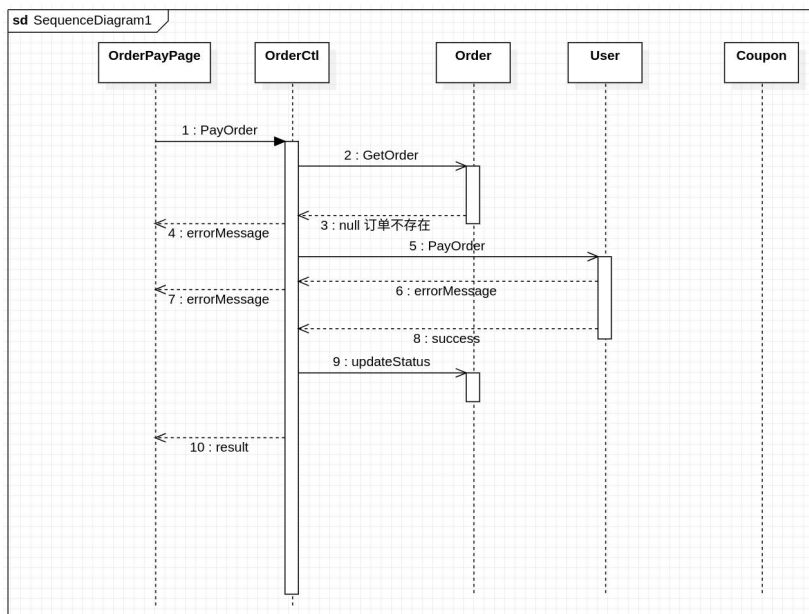 sd SequenceDiagram1
OrderPayPage OrderCtl Order User Coupon
1 : PayOrder
2 : GetOrder
3 : null 订单不存在
4 : errorMessage
5 : PayOrder
6 : errorMessage
7 : errorMessage
8 : success
9 : updateStatus
10 : result